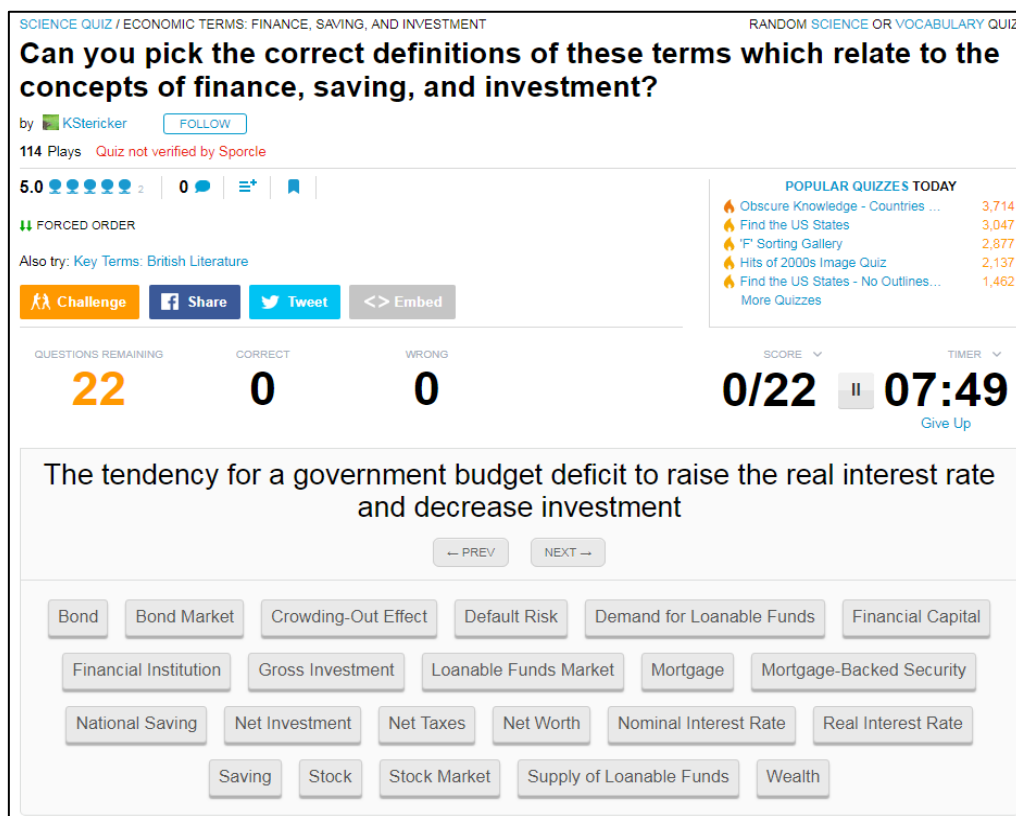 SCIENCE QUIZ / ECONOMIC TERMS: FINANCE, SAVING, AND INVESTMENT
RANDOM SCIENCE OR VOCABULARY QUIZ
Can you pick the correct definitions of these terms which relate to the
concepts of finance, saving, and investment?
by KStericker FOLLOW
114 Plays Quiz not verified by Sporcle
5.0 2 0
FORCED ORDER
Also try: Key Terms: British Literature
Challenge Share Tweet <> Embed
POPULAR QUIZZES TODAY
Obscure Knowledge - Countries ... 3,714
Find the US States 3,047
'F' Sorting Gallery 2,877
Hits of 2000s Image Quiz 2,137
Find the US States - No Outlines... 1,462
More Quizzes
QUESTIONS REMAINING CORRECT WRONG SCORE TIMER
22 0 0 0/22 07:49
Give Up
The tendency for a government budget deficit to raise the real interest rate
and decrease investment
← PREV NEXT →
Bond Bond Market Crowding-Out Effect Default Risk Demand for Loanable Funds Financial Capital
Financial Institution Gross Investment Loanable Funds Market Mortgage Mortgage-Backed Security
National Saving Net Investment Net Taxes Net Worth Nominal Interest Rate Real Interest Rate
Saving Stock Stock Market Supply of Loanable Funds Wealth